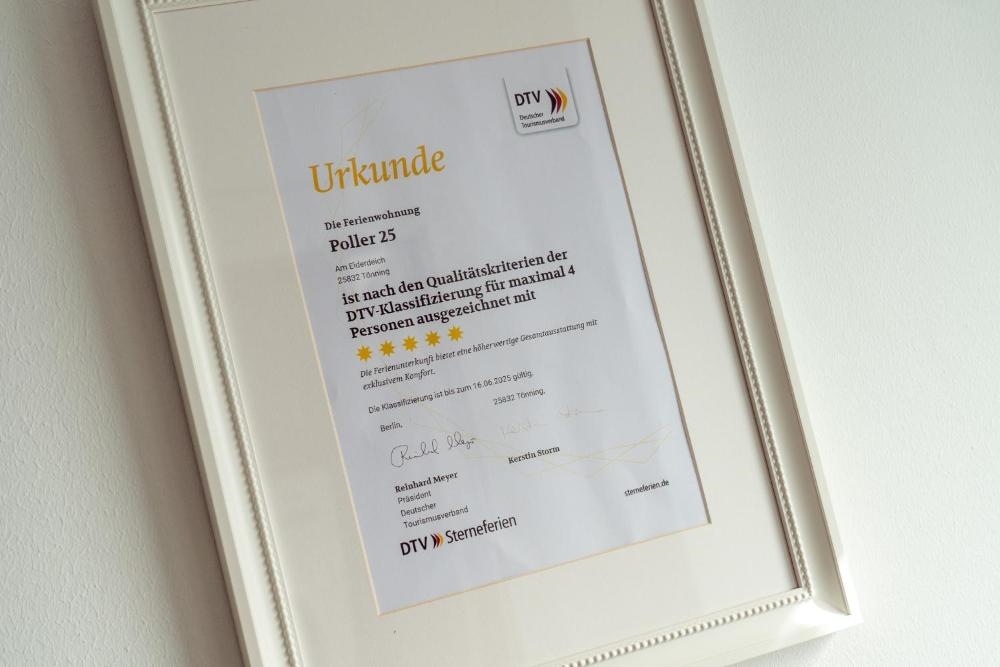 DTV
Deutscher
Tourismusverband
Urkunde
Die Ferienwohnung
Poller 25
Am Eiderdeich
25832 Tönning
ist nach den Qualitätskriterien der
DTV-Klassifizierung für maximal 4
Personen ausgezeichnet mit
Die Ferienunterkunft bietet eine höherwertige Gesamtausstattung mit
exklusivem Komfort.
Die Klassifizierung ist bis zum 16.06.2025 gültig.
Berlin,
25832 Tönning,
Reinhard Meyer
Präsident
Deutscher
Tourismusverband
Kerstin Storm
DTV Sterneferien
sterneferien.de